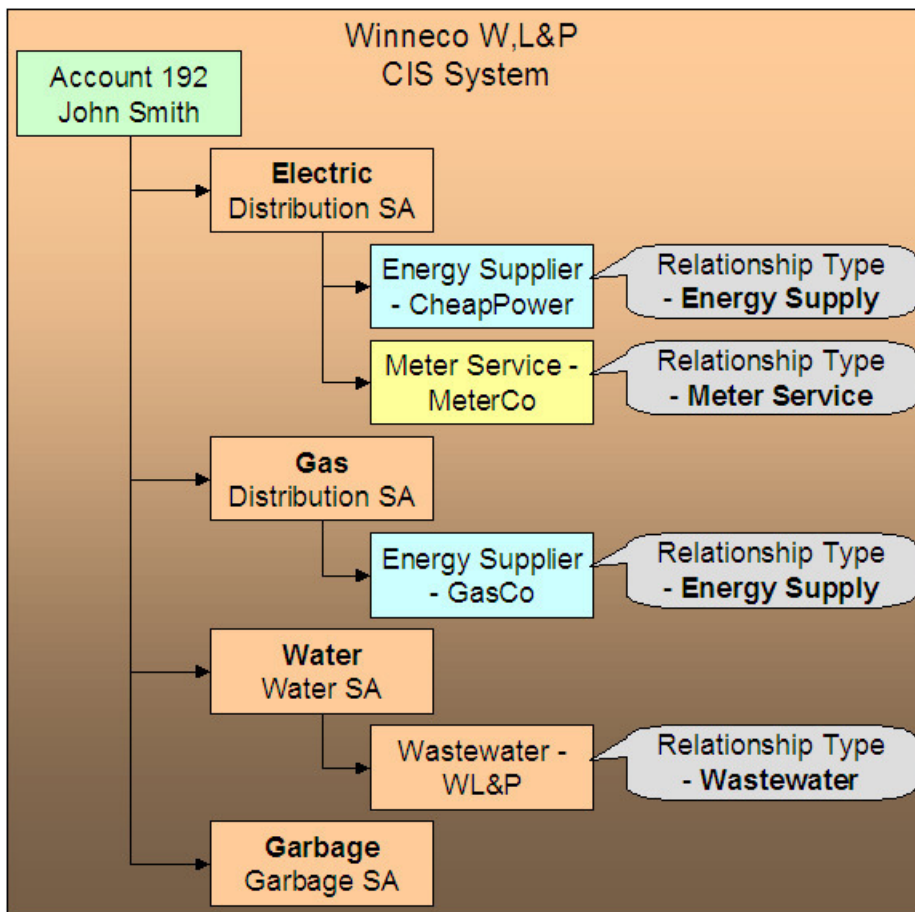 Winneco W,L&P
CIS System
Account 192
John Smith
Electric
Distribution SA
Energy Supplier
- CheapPower
Relationship Type
- Energy Supply
Meter Service -
MeterCo
Relationship Type
- Meter Service
Gas
Distribution SA
Energy Supplier
- GasCo
Relationship Type
- Energy Supply
Water
Water SA
Wastewater -
WL&P
Relationship Type
- Wastewater
Garbage
Garbage SA